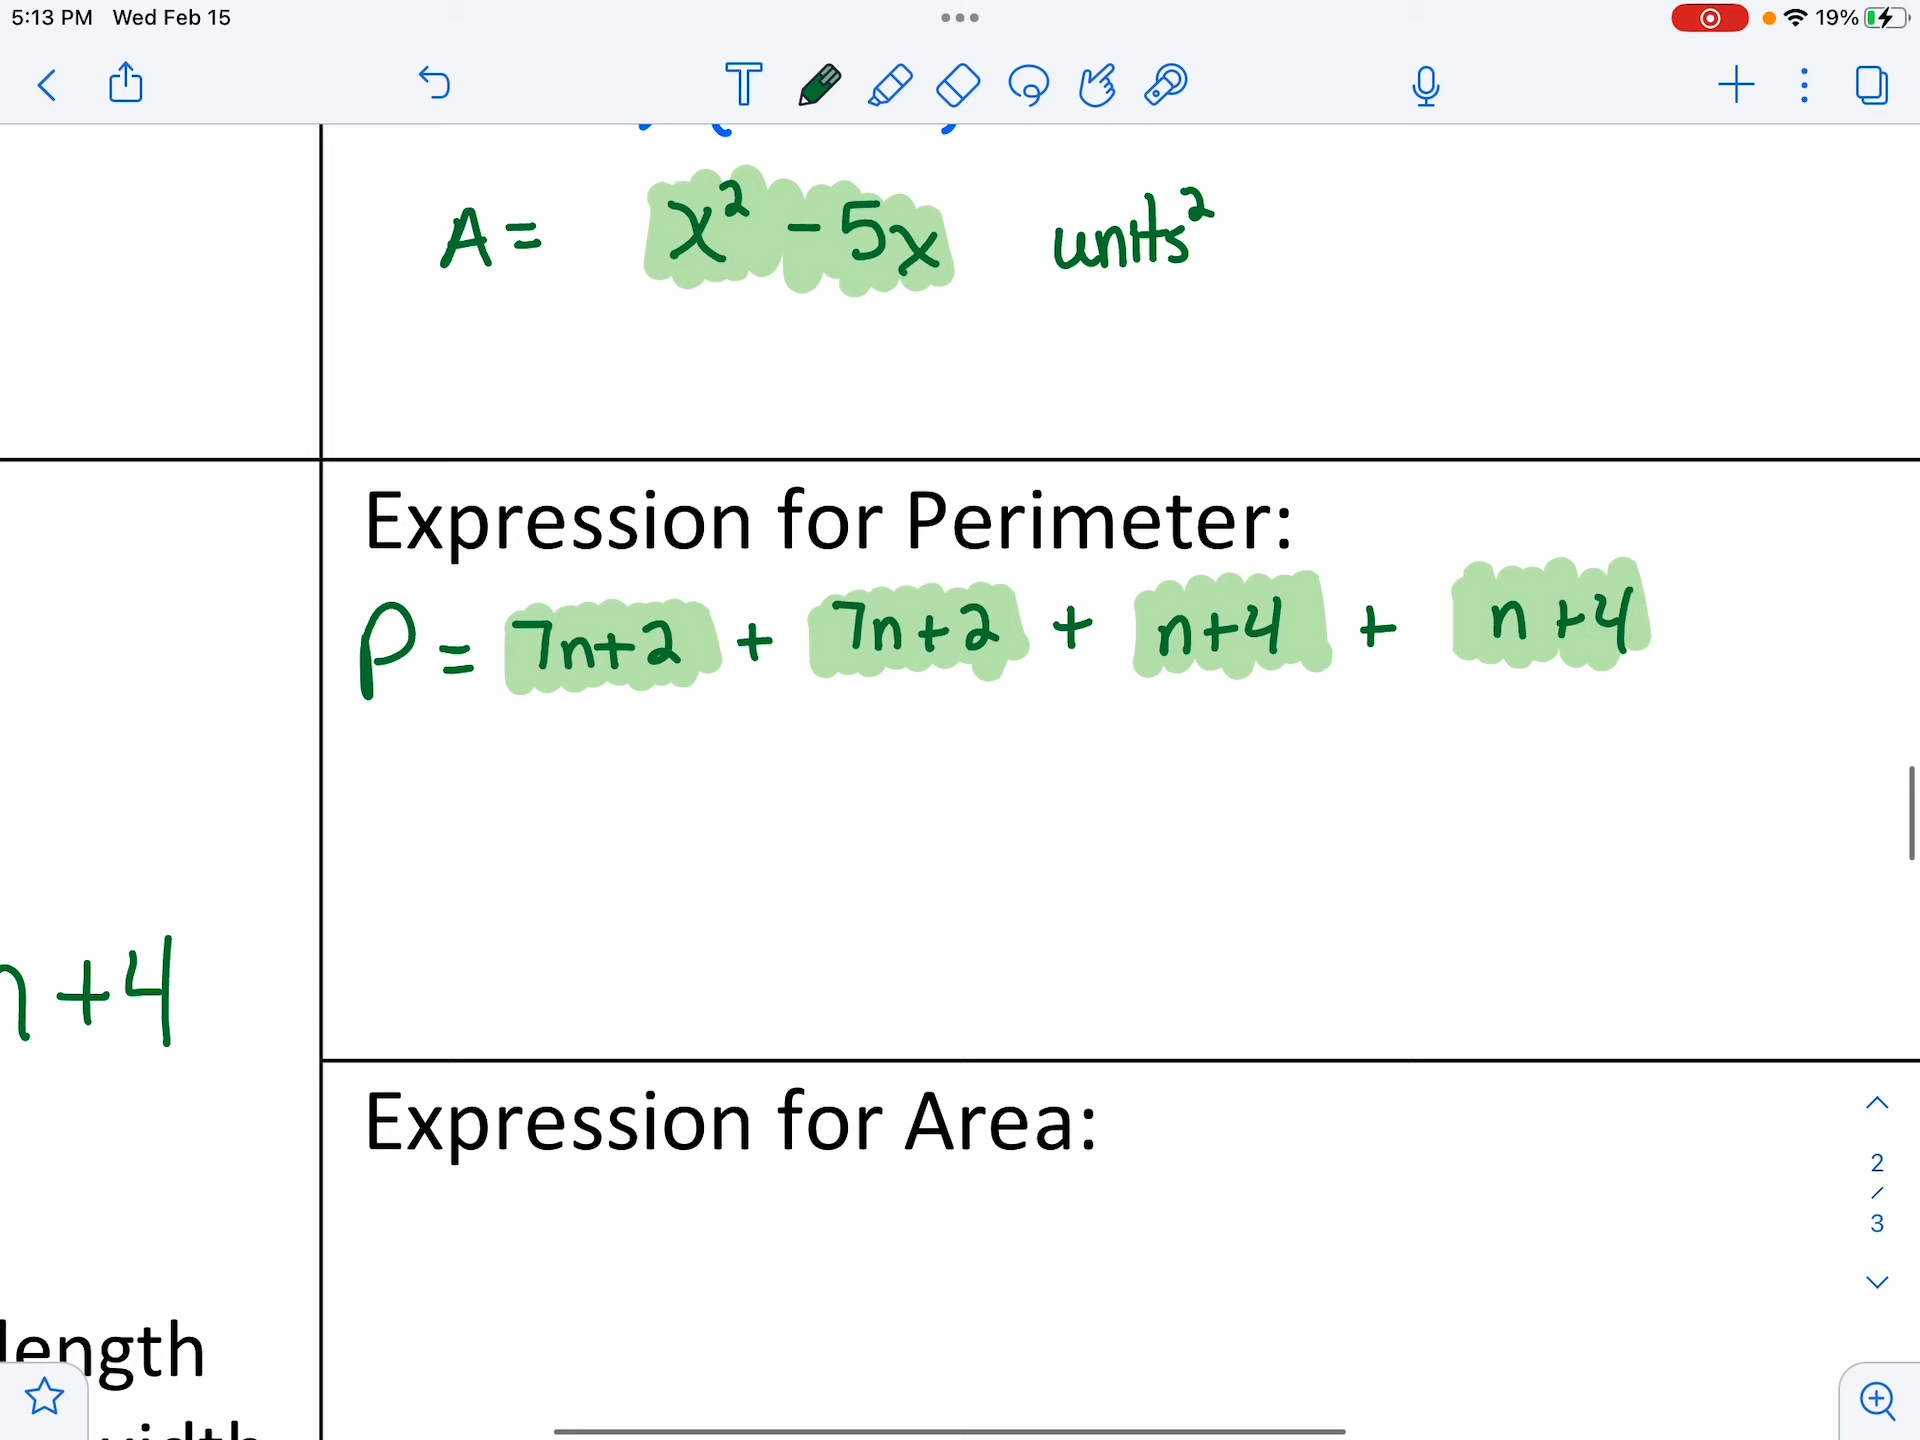 5:13 PM Wed Feb 15
19%
T
A = x² - 5x units²
Expression for Perimeter:
P = 7n+2 + 7n+2 + n+4 + n+4
n+4
Expression for Area:
2
/
3
length
width